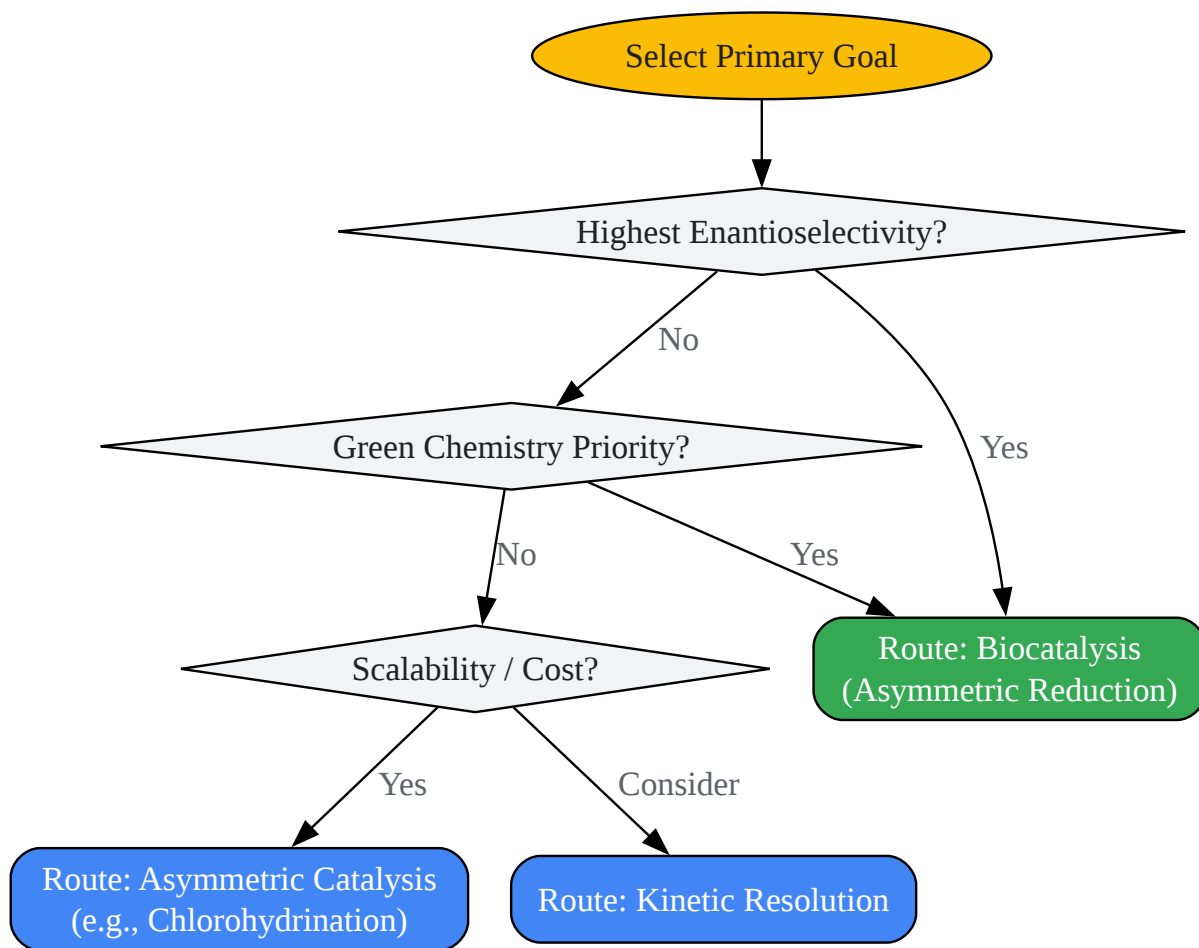 Select Primary Goal
Highest Enantioselectivity?
No
Yes
Green Chemistry Priority?
No
Yes
Route: Biocatalysis
(Asymmetric Reduction)
Scalability / Cost?
Yes
Consider
Route: Asymmetric Catalysis
(e.g., Chlorohydrination)
Route: Kinetic Resolution